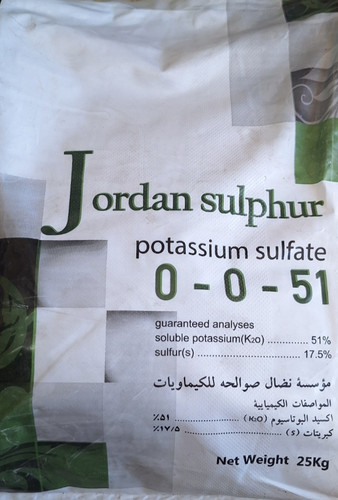 Jordan sulphur
potassium sulfate
0 - 0 - 51
guaranteed analyses
soluble potassium(K2O) .............. 51%
sulfur(s) ............................................ 17.5%
مؤسسة نضال صوالحه للكيماويات
المواصفات الكيميابية
اكسيد البوتاسيوم (K2O) ........................ ٥١٪
كبريتات (s) ........................................... ١٧/٥٪
Net Weight 25Kg